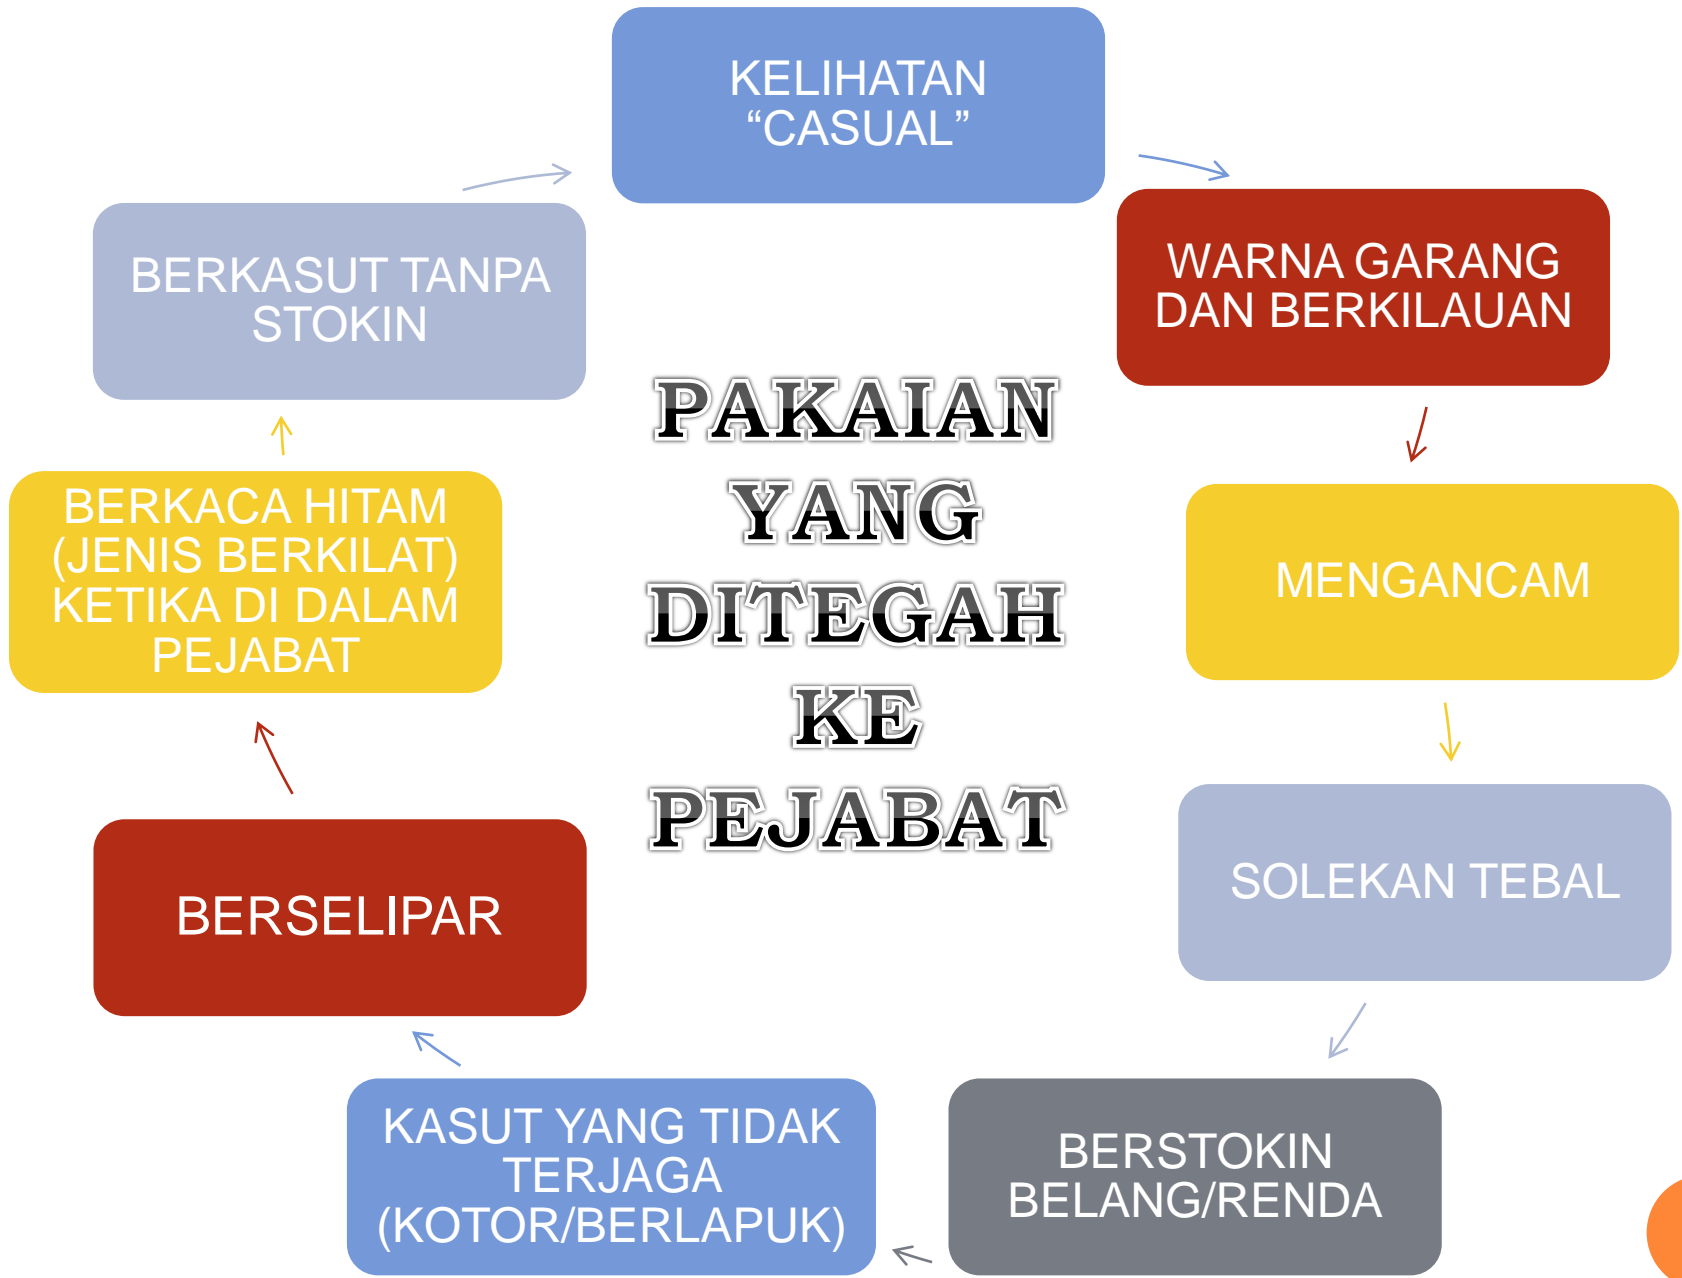 KELIHATAN
“CASUAL”
WARNA GARANG
DAN BERKILAUAN
MENGANCAM
SOLEKAN TEBAL
BERSTOKIN
BELANG/RENDA
KASUT YANG TIDAK
TERJAGA
(KOTOR/BERLAPUK)
BERSELIPAR
BERKACA HITAM
(JENIS BERKILAT)
KETIKA DI DALAM
PEJABAT
BERKASUT TANPA
STOKIN
PAKAIAN
YANG
DITEGAH
KE
PEJABAT